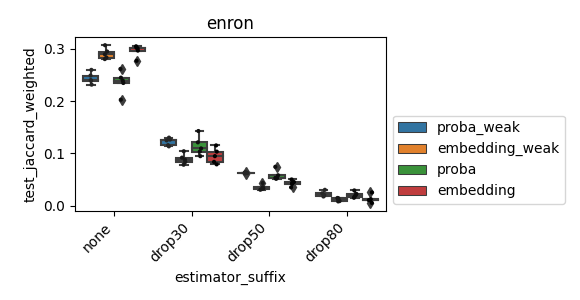 enron
test_jaccard_weighted
0.3
0.2
0.1
0.0
none
drop30
drop50
drop80
estimator_suffix
proba_weak
embedding_weak
proba
embedding